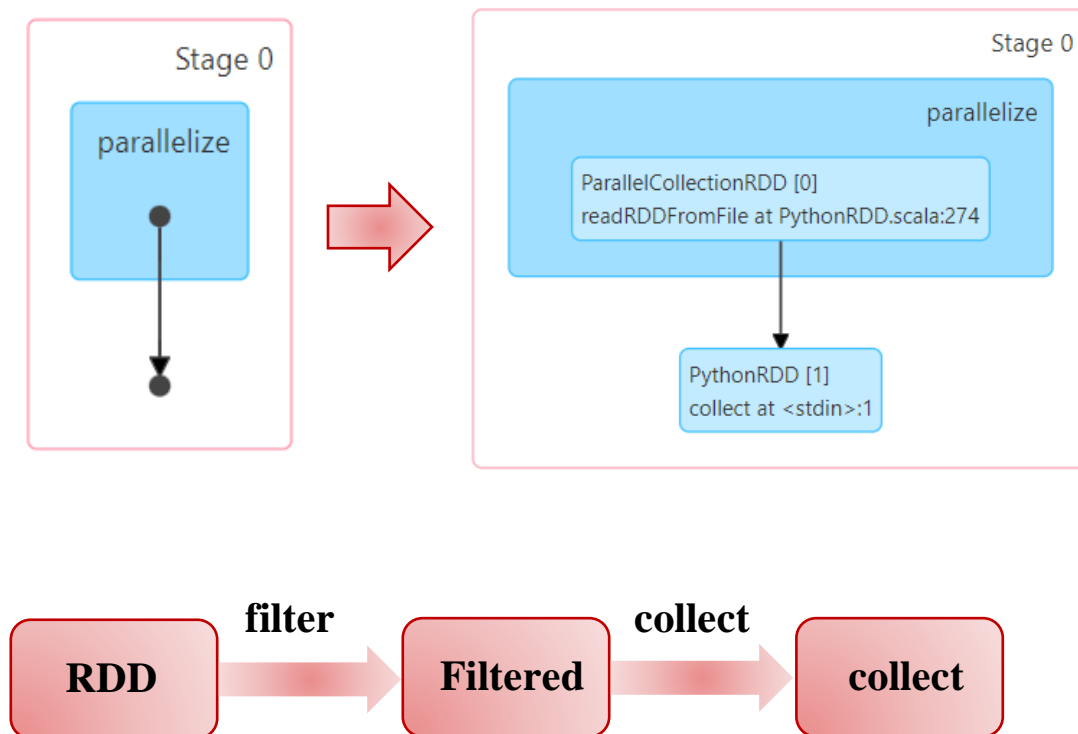 Stage 0
parallelize
Stage 0
parallelize
ParallelCollectionRDD [0]
readRDDFromFile at PythonRDD.scala:274
PythonRDD [1]
collect at <stdin>:1
filter
collect
RDD
Filtered
collect